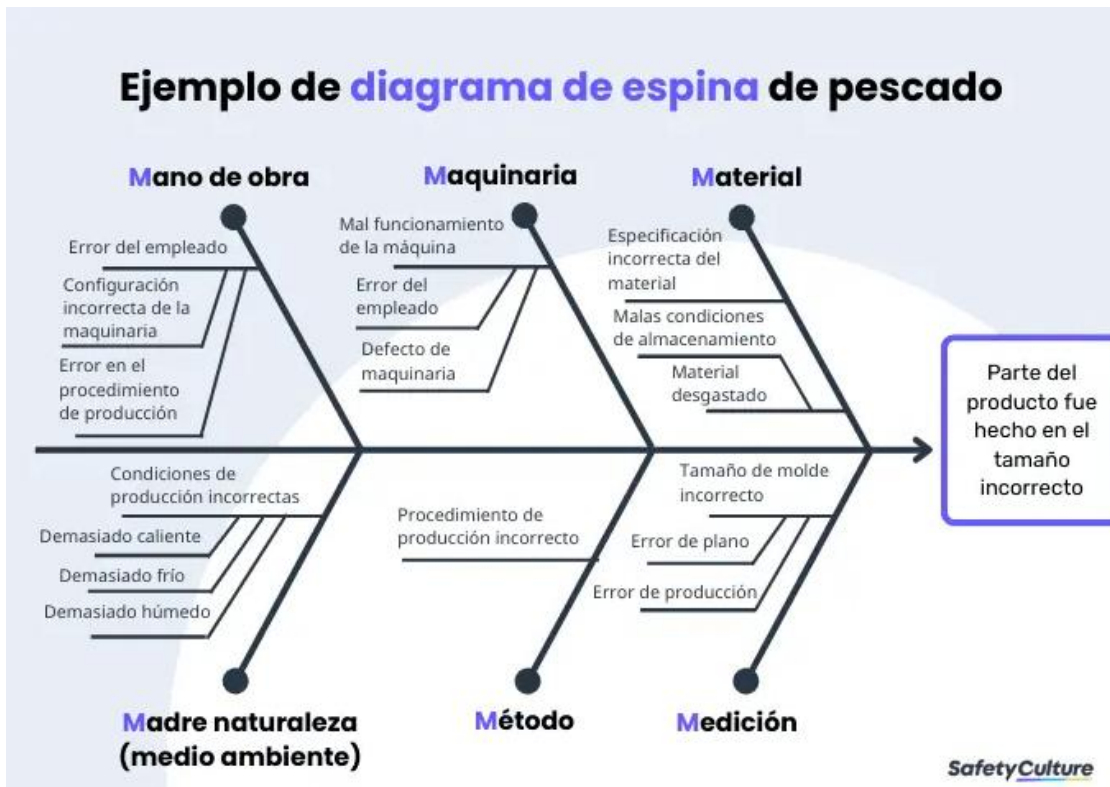 Ejemplo de diagrama de espina de pescado
Mano de obra
Maquinaria
Material
Error del empleado
Configuración
incorrecta de la
maquinaria
Error en el
procedimiento
de producción
Mal funcionamiento
de la máquina
Error del
empleado
Defecto de
maquinaria
Especificación
incorrecta del
material
Malas condiciones
de almacenamiento
Material
desgastado
Parte del
producto fue
hecho en el
tamaño
incorrecto
Condiciones de
producción incorrectas
Demasiado caliente
Demasiado frío
Demasiado húmedo
Procedimiento de
producción incorrecto
Tamaño de molde
incorrecto
Error de plano
Error de producción
Madre naturaleza
(medio ambiente)
Método
Medición
SafetyCulture